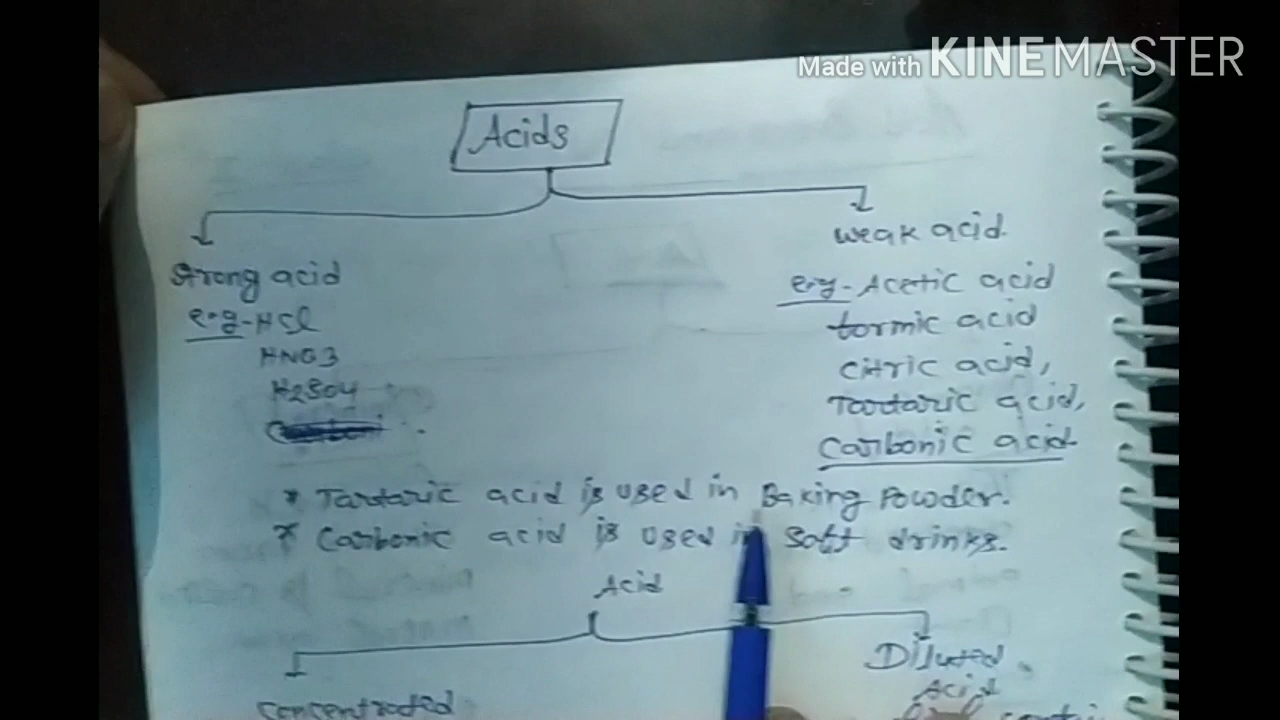 Made with KINEMASTER
Acids
Strong acid
e.g - HCl
HNO3
H2SO4
Weak acid.
e.g - Acetic acid
formic acid
Citric acid,
Tartaric acid,
Carbonic acid.
* Tartaric acid is used in Baking Powder.
* Carbonic acid is used in soft drinks.
Acid
Concentrated
Diluted
Acid